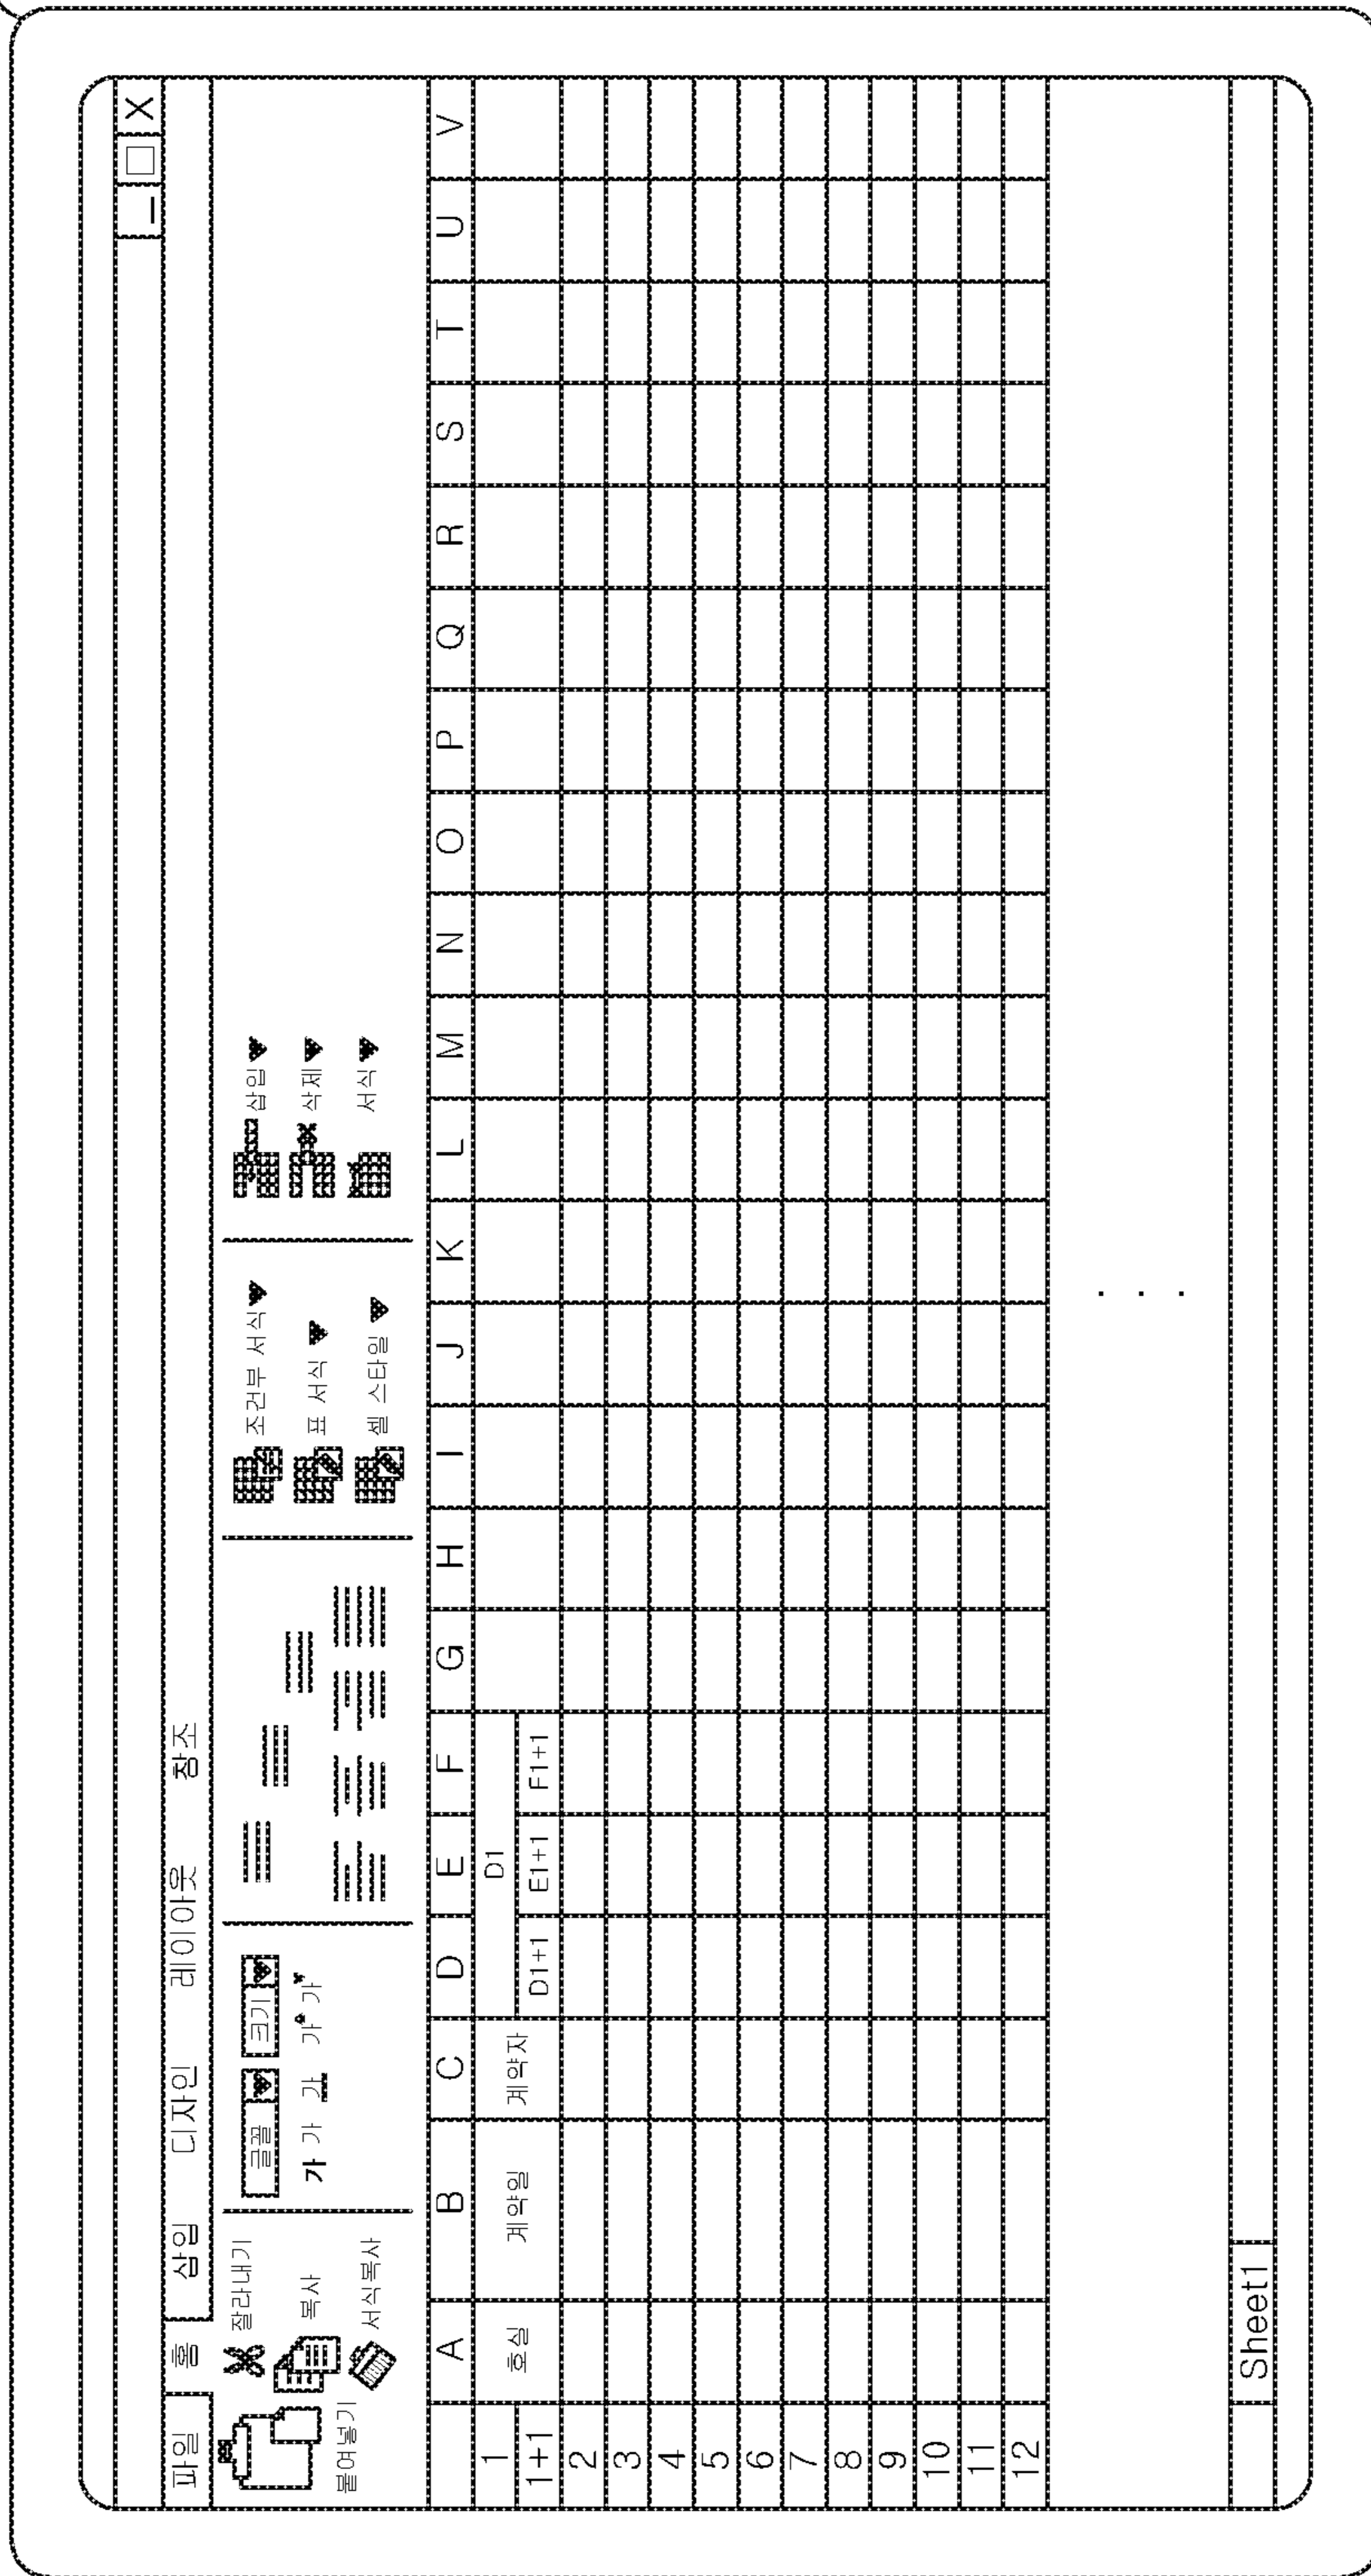 _ □ X
파일 홈 삽입 디자인 레이아웃 창조
붙여넣기
잘라내기
복사
서식복사
글꼴 크기
가 가 가 가 가
조건부 서식
표 서식
셀 스타일
삽입
삭제
서식
A B C D E F G H I J K L M N O P Q R S T U V
1 호실 계약일 계약자 D1
1+1 D1+1 E1+1 F1+1
2
3
4
5
6
7
8
9
10
11
12
Sheet1